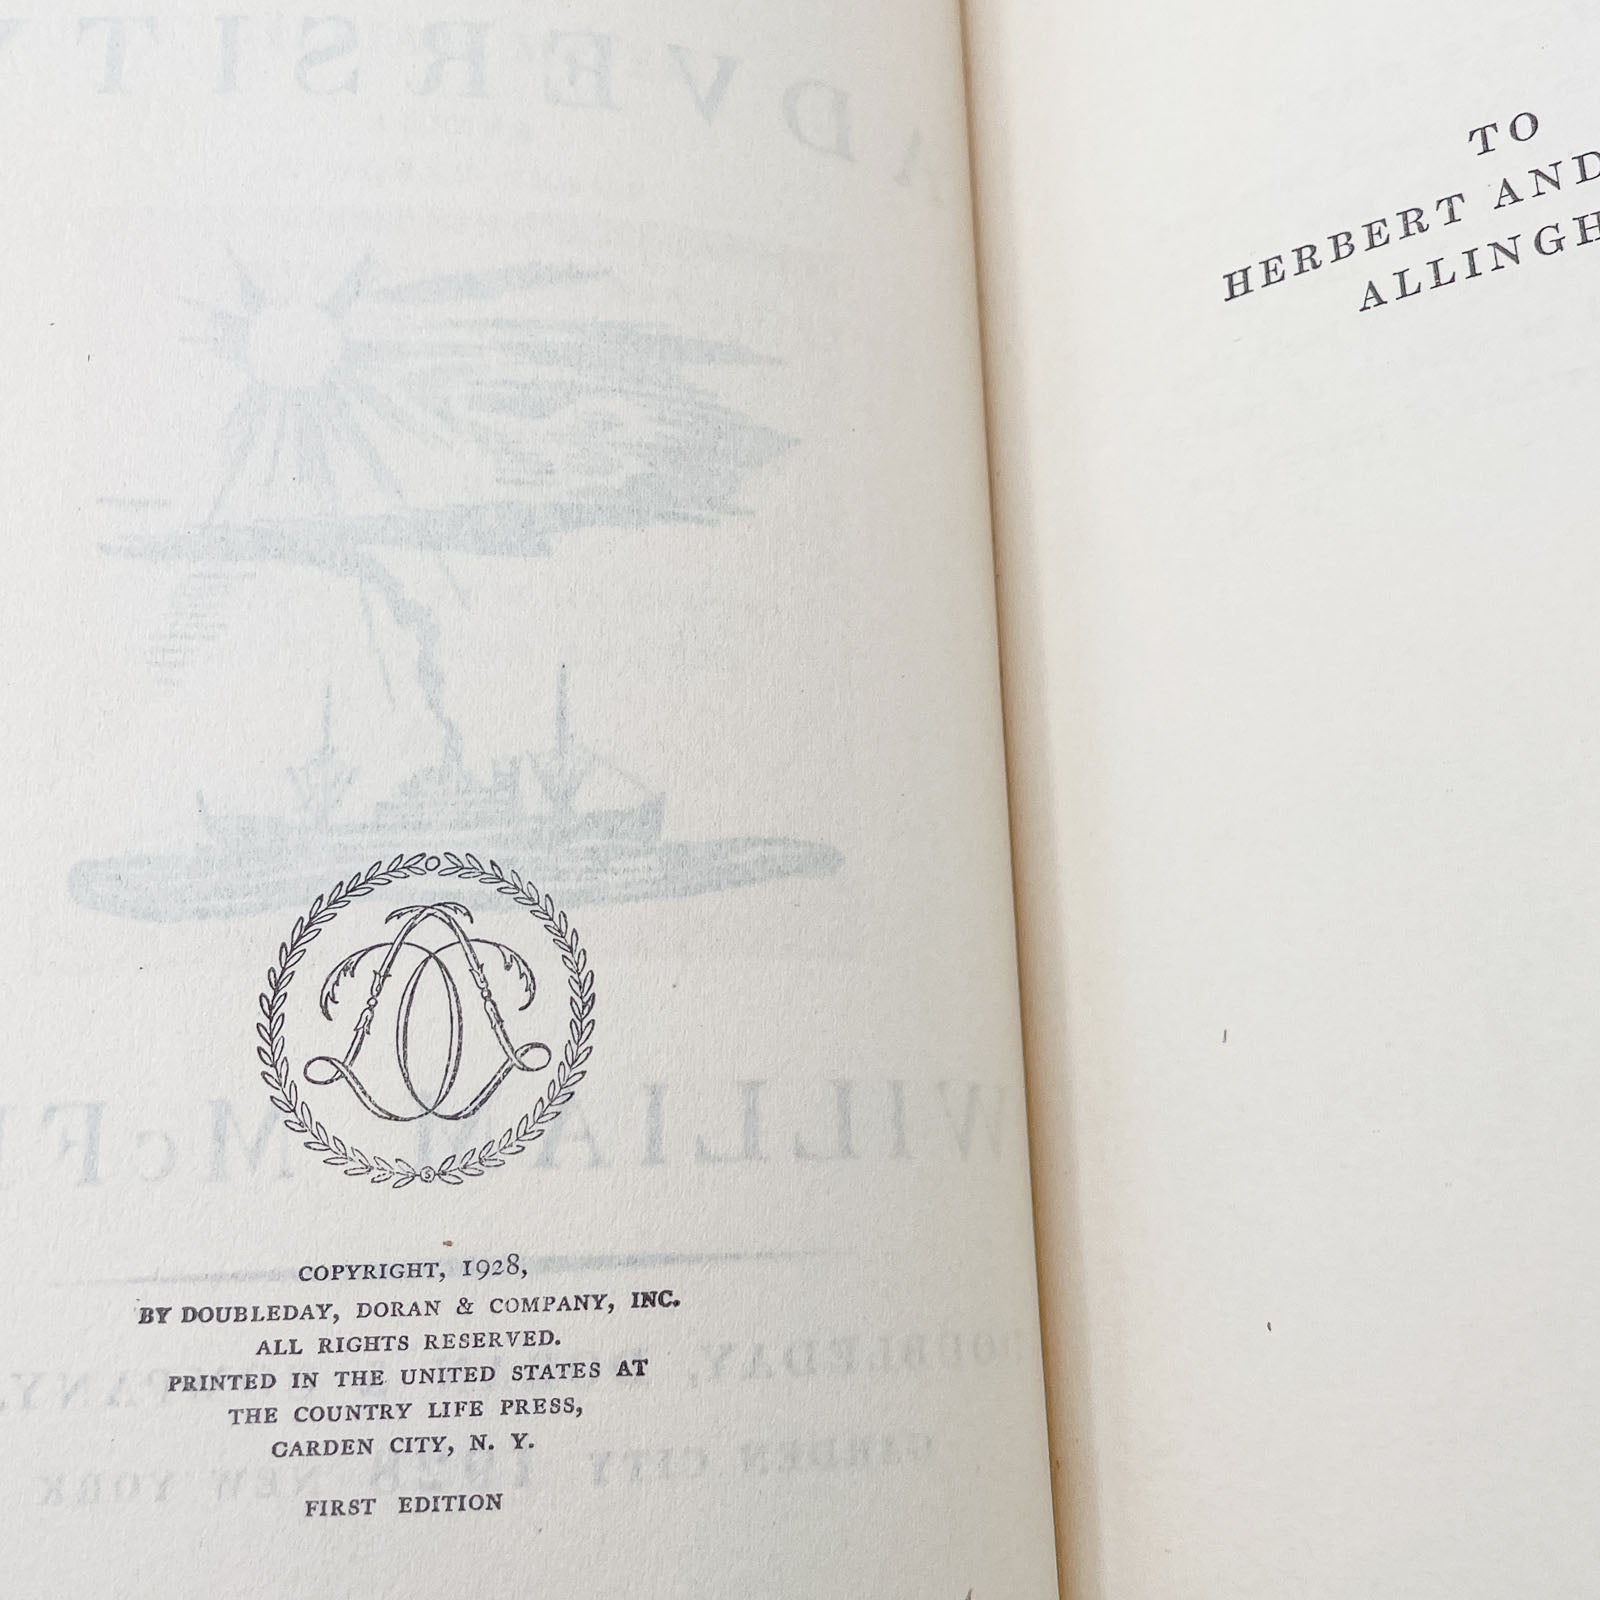 COPYRIGHT, 1928,
BY DOUBLEDAY, DORAN & COMPANY, INC.
ALL RIGHTS RESERVED.
PRINTED IN THE UNITED STATES AT
THE COUNTRY LIFE PRESS,
GARDEN CITY, N. Y.
FIRST EDITION
TO
HERBERT AND
ALLINGH